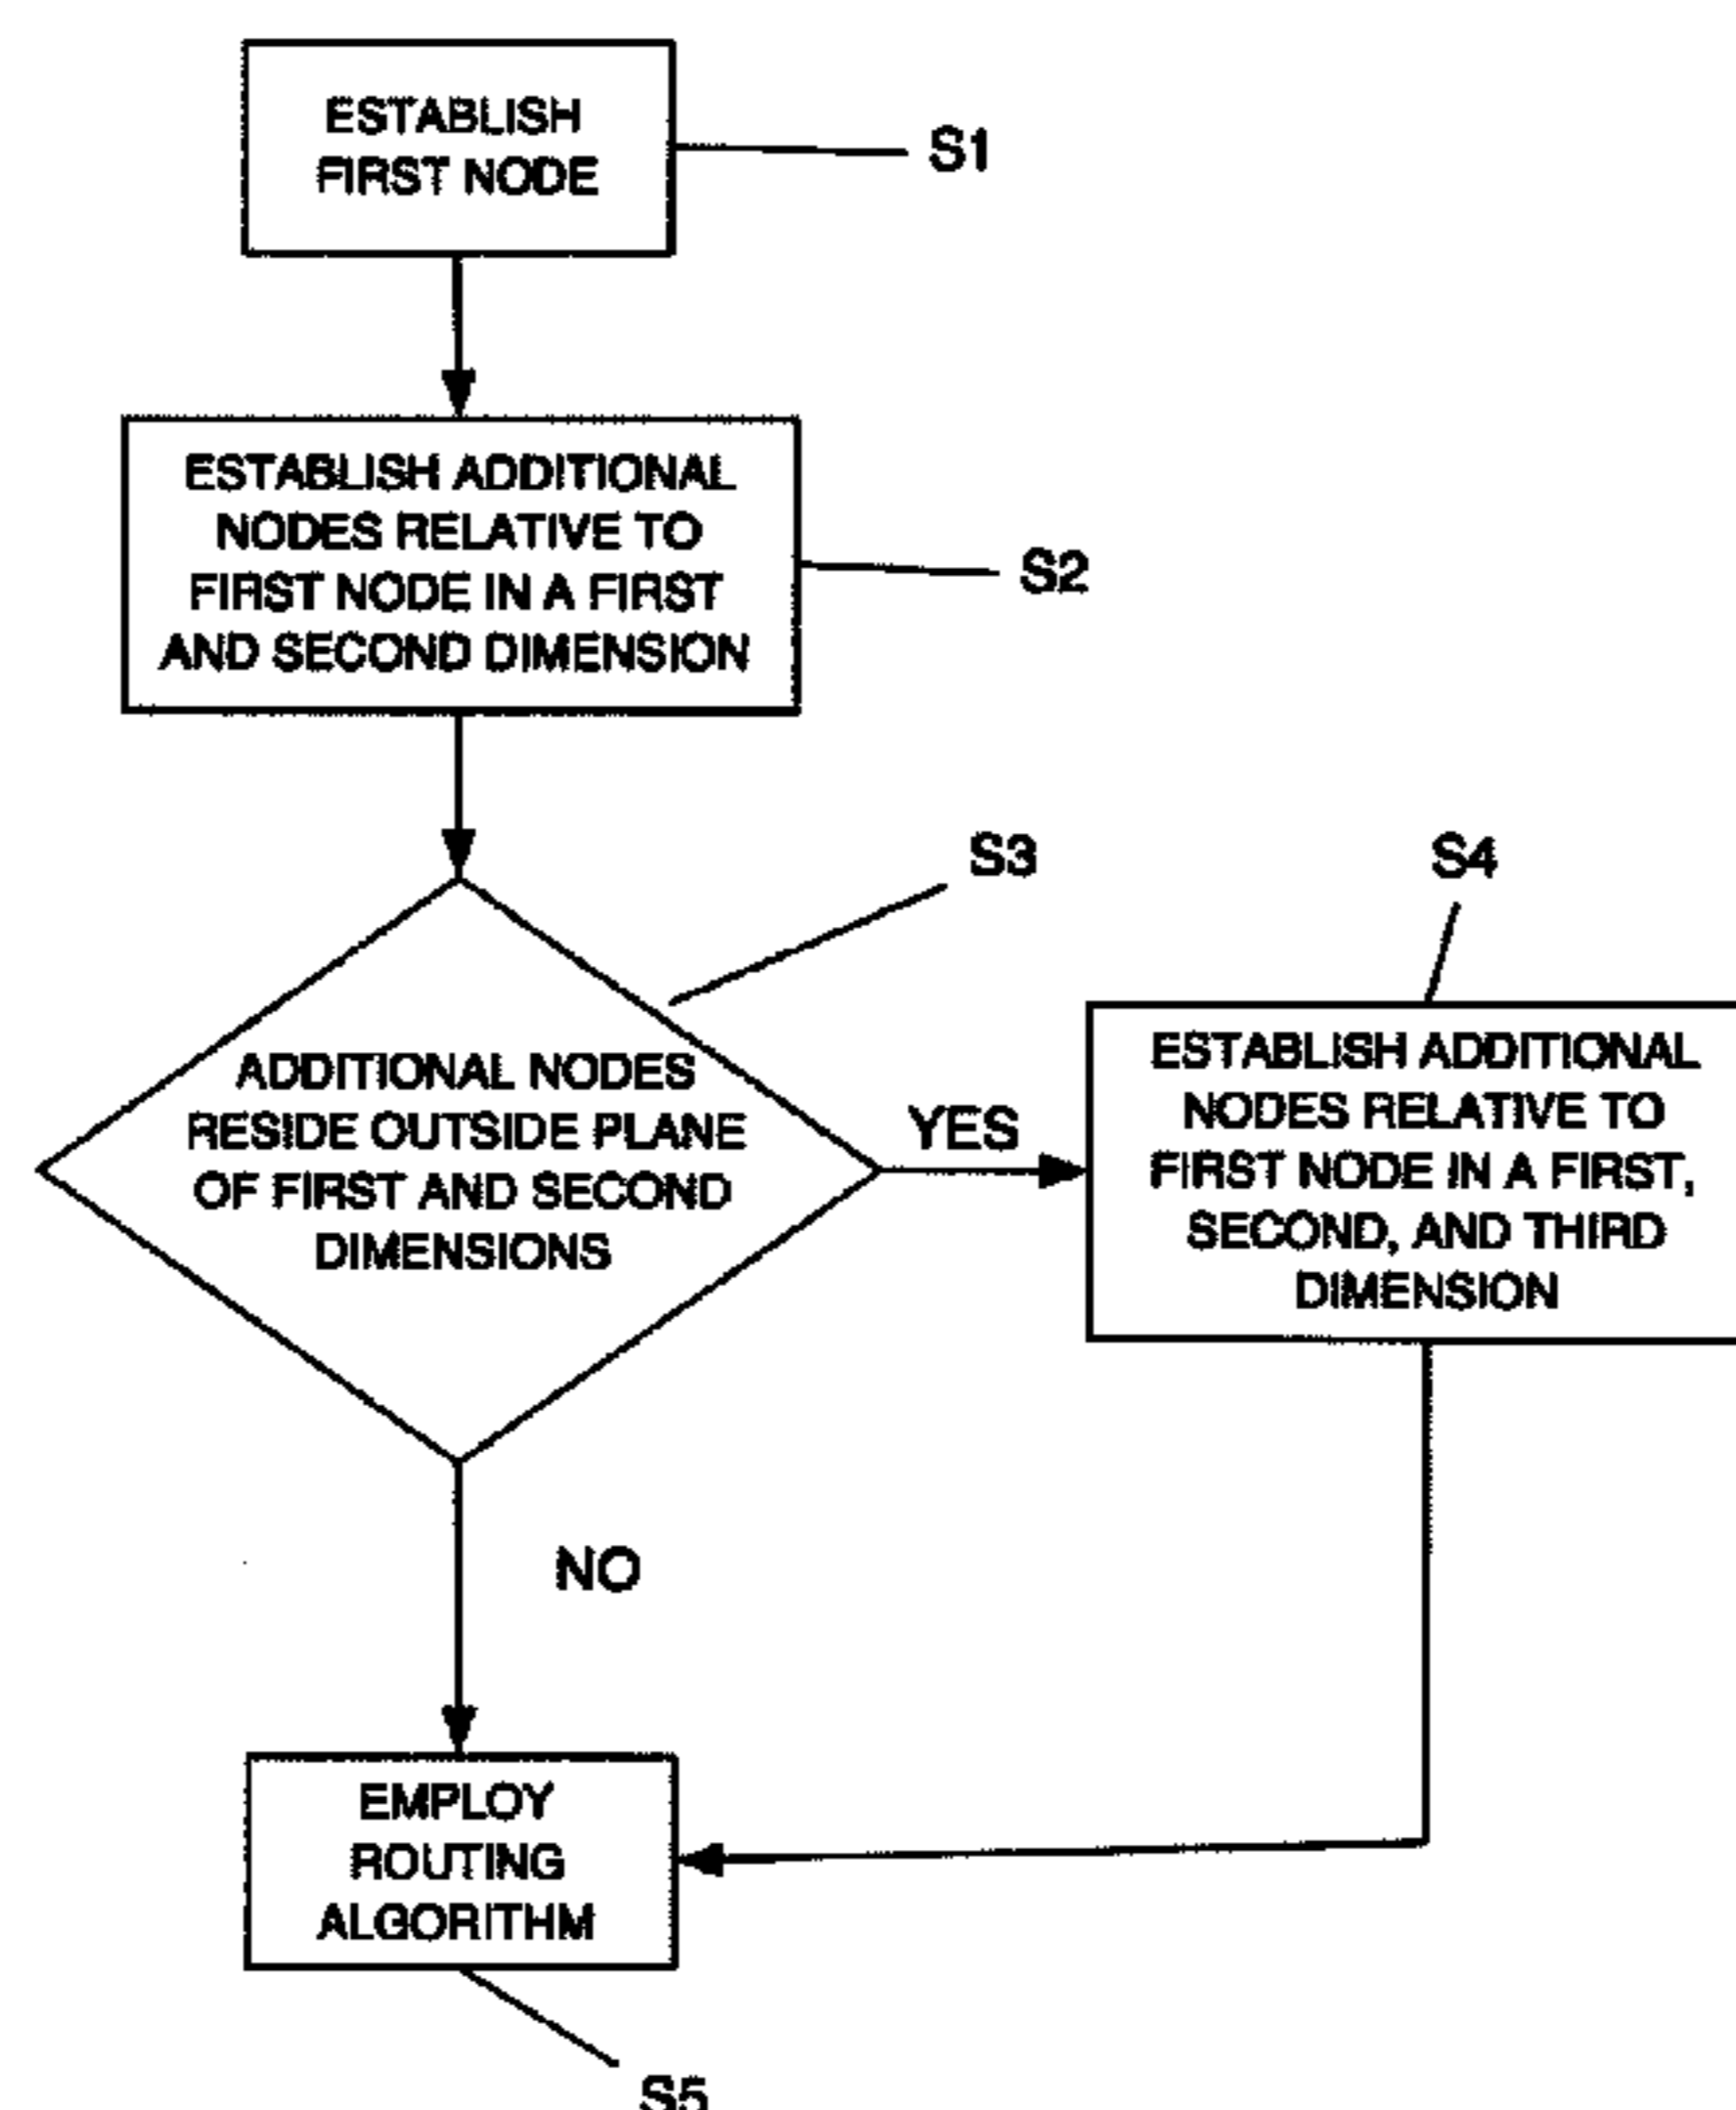 ESTABLISH
FIRST NODE
S1
ESTABLISH ADDITIONAL
NODES RELATIVE TO
FIRST NODE IN A FIRST
AND SECOND DIMENSION
S2
S3
ADDITIONAL NODES
RESIDE OUTSIDE PLANE
OF FIRST AND SECOND
DIMENSIONS
YES
S4
ESTABLISH ADDITIONAL
NODES RELATIVE TO
FIRST NODE IN A FIRST,
SECOND, AND THIRD
DIMENSION
NO
EMPLOY
ROUTING
ALGORITHM
S5